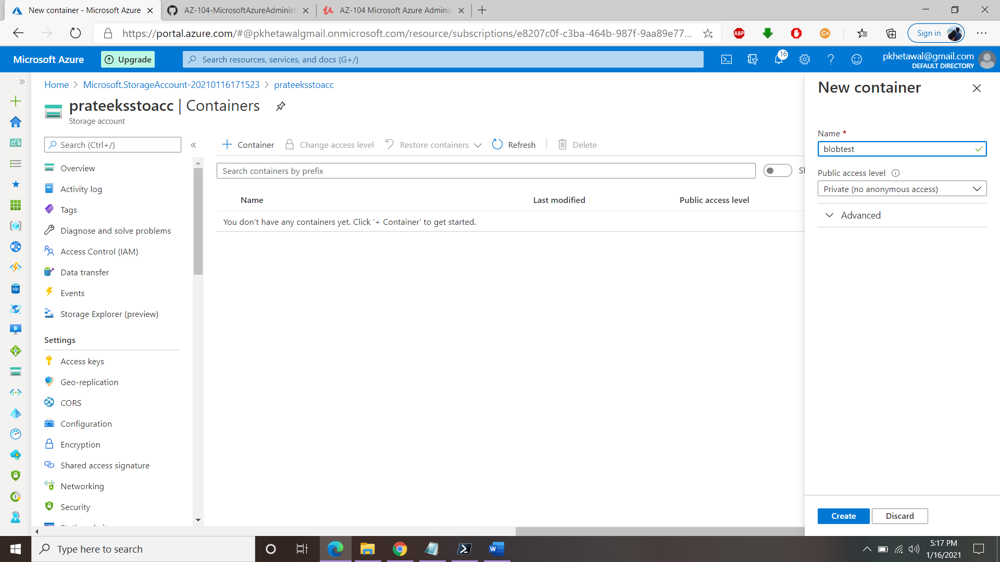 New container - Microsoft Azure
AZ-104-MicrosoftAzureAdminist
AZ-104 Microsoft Azure Adminis
https://portal.azure.com/#@pkhetawalgmail.onmicrosoft.com/resource/subscriptions/e8207c0f-c3ba-464b-987f-9aa89e77...
ABP
C+
Sign in
Microsoft Azure
Upgrade
Search resources, services, and docs (G+/)
16
pkhetawal@gmail.com
DEFAULT DIRECTORY
Home > Microsoft.StorageAccount-20210116171523 > prateeksstoacc
prateeksstoacc | Containers
Storage account
Search (Ctrl+/)
«
Overview
Activity log
Tags
Diagnose and solve problems
Access Control (IAM)
Data transfer
Events
Storage Explorer (preview)
Settings
Access keys
Geo-replication
CORS
Configuration
Encryption
Shared access signature
Networking
Security
SQL
Container
Change access level
Restore containers
Refresh
Delete
Search containers by prefix
Name
Last modified
Public access level
You don't have any containers yet. Click '+ Container' to get started.
New container
Name *
blobtest
Public access level
Private (no anonymous access)
Advanced
Create
Discard
Type here to search
W
5:17 PM
1/16/2021